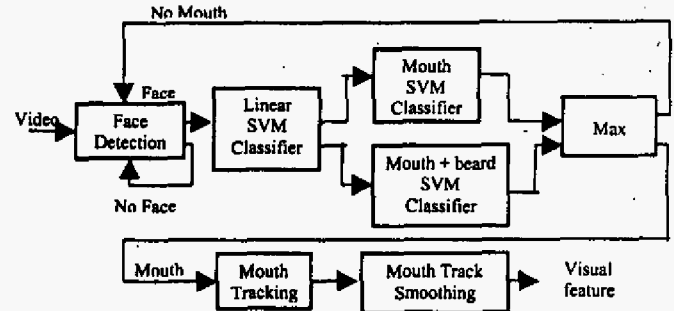 No Mouth
Video
Face
Face
Detection
No Face
Linear
SVM
Classifier
Mouth
SVM
Classifier
Mouth + beard
SVM
Classifier
Max
Mouth
Mouth
Tracking
Mouth Track
Smoothing
Visual
feature